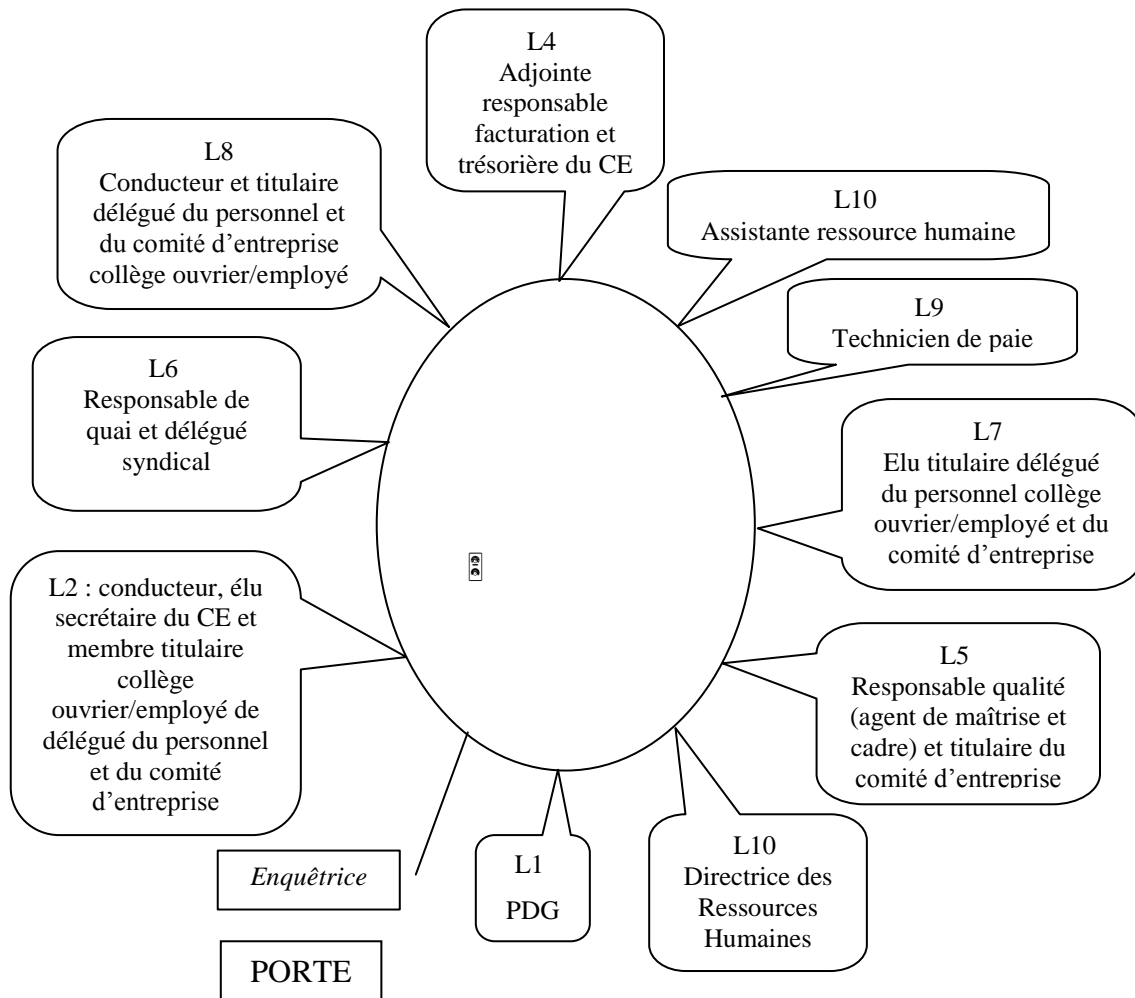 L4
Adjointe
responsable
facturation et
trésorière du CE
L8
Conducteur et titulaire
délégué du personnel et
du comité d’entreprise
collège ouvrier/employé
L10
Assistante ressource humaine
L9
Technicien de paie
L6
Responsable de
quai et délégué
syndical
L7
Elu titulaire délégué
du personnel collège
ouvrier/employé et du
comité d’entreprise
L2 : conducteur, élu
secrétaire du CE et
membre titulaire
collège
ouvrier/employé de
délégué du personnel
et du comité
d’entreprise
L5
Responsable qualité
(agent de maîtrise et
cadre) et titulaire du
comité d’entreprise
Enquêtrice
L1
PDG
L10
Directrice des
Ressources
Humaines
PORTE